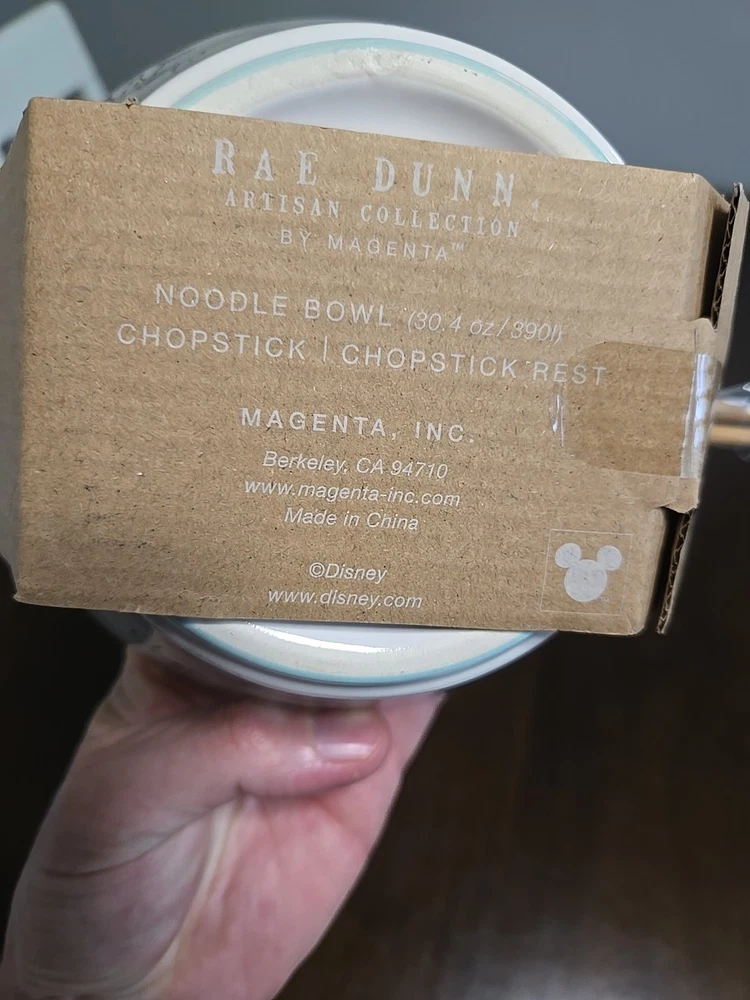 RAE DUNN.
ARTISAN COLLECTION
BY MAGENTA™
NOODLE BOWL (30.4 oz/.890l)
CHOPSTICK | CHOPSTICK REST
MAGENTA, INC.
Berkeley, CA 94710
www.magenta-inc.com
Made in China
©Disney
www.disney.com